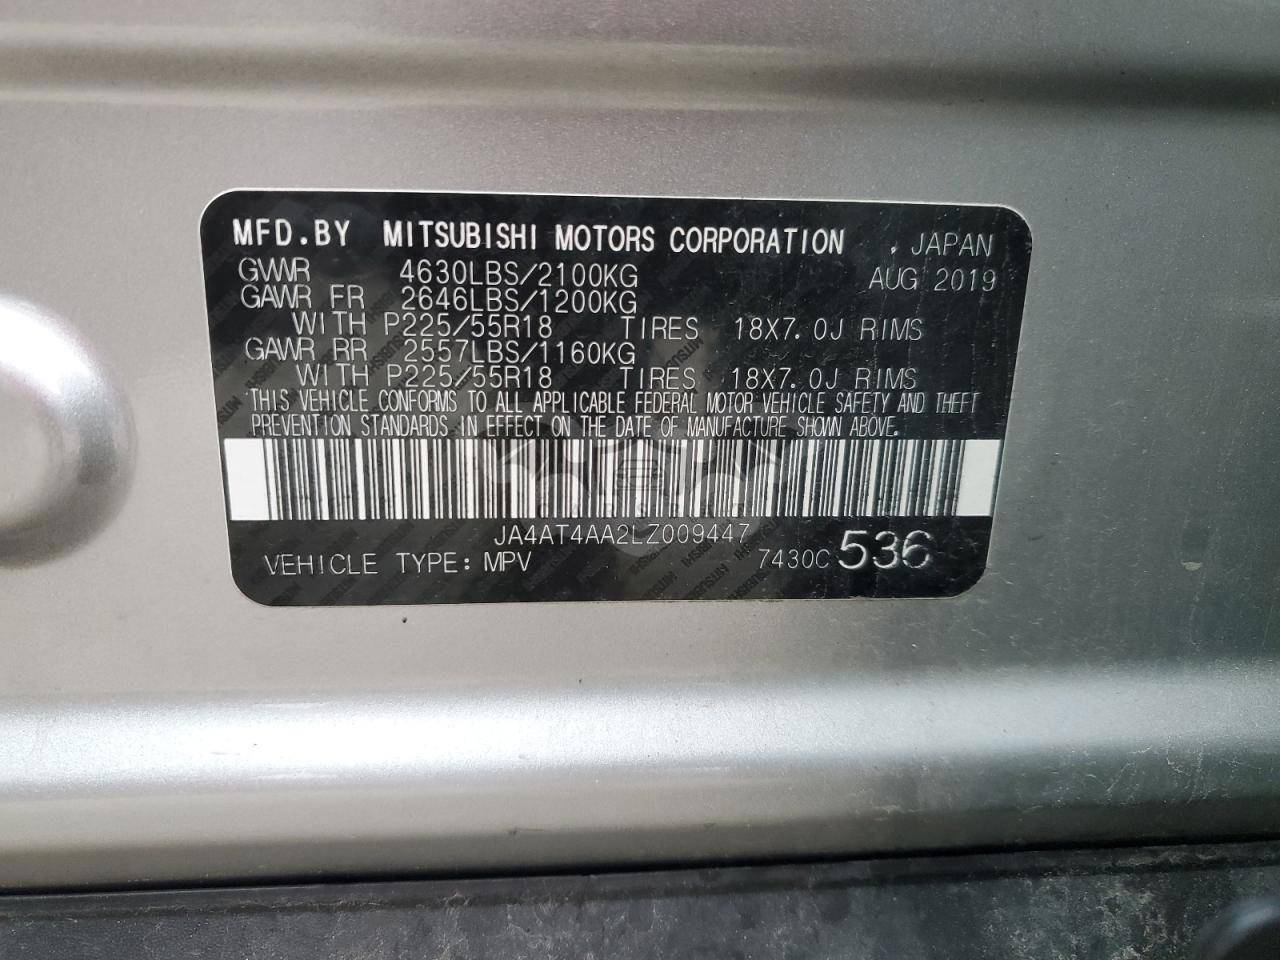 MFD.BY MITSUBISHI MOTORS CORPORATION , JAPAN
GVWR 4630LBS/2100KG AUG 2019
GAWR FR 2646LBS/1200KG
WITH P225/55R18 TIRES 18X7.0J RIMS
GAWR RR 2557LBS/1160KG
WITH P225/55R18 TIRES 18X7.0J RIMS
THIS VEHICLE CONFORMS TO ALL APPLICABLE FEDERAL MOTOR VEHICLE SAFETY AND THEFT
PREVENTION STANDARDS IN EFFECT ON THE DATE OF MANUFACTURE SHOWN ABOVE.
JA4AT4AA2LZ009447
VEHICLE TYPE: MPV 7430C 536